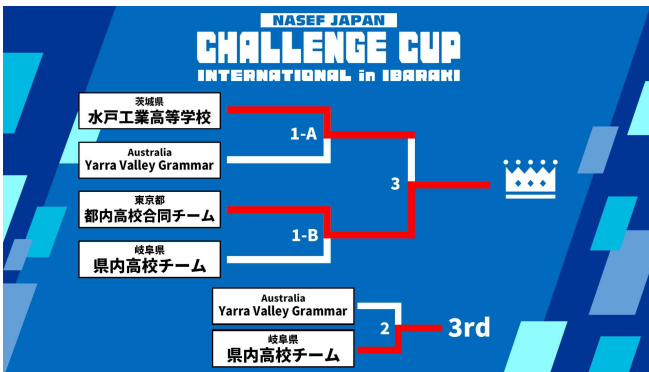 NASEF JAPAN
CHALLENGE CUP
INTERNATIONAL in IBARAKI
茨城県
水戸工業高等学校
1-A
Australia
Yarra Valley Grammar
3
東京都
都内高校合同チーム
1-B
岐阜県
県内高校チーム
Australia
Yarra Valley Grammar
2
3rd
岐阜県
県内高校チーム